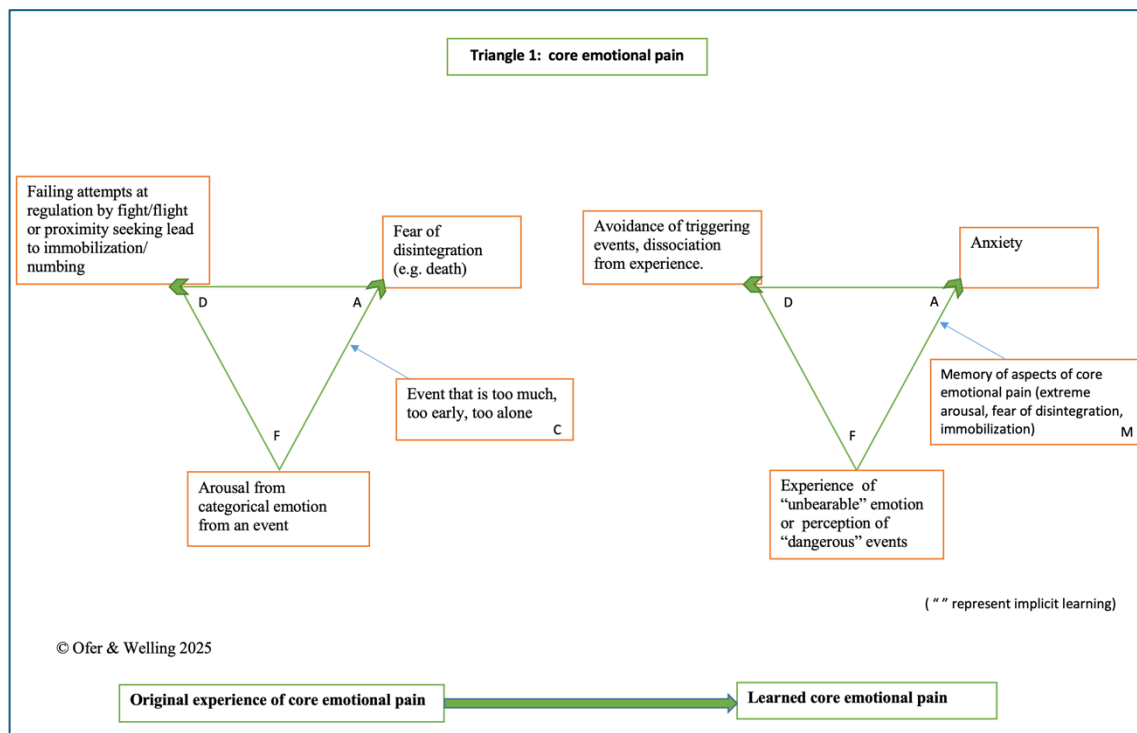 Triangle 1:  core emotional pain
Failing attempts at
regulation by fight/flight
or proximity seeking lead
to immobilization/
numbing
Fear of
disintegration
(e.g. death)
D
A
Event that is too much,
too early, too alone
C
F
Arousal from
categorical emotion
from an event
Avoidance of triggering
events, dissociation
from experience.
Anxiety
D
A
Memory of aspects of core
emotional pain (extreme
arousal, fear of disintegration,
immobilization)
M
F
Experience  of
“unbearable” emotion
or  perception of
“dangerous” events
( “ ” represent implicit learning)
© Ofer & Welling 2025
Original experience of core emotional pain
Learned core emotional pain